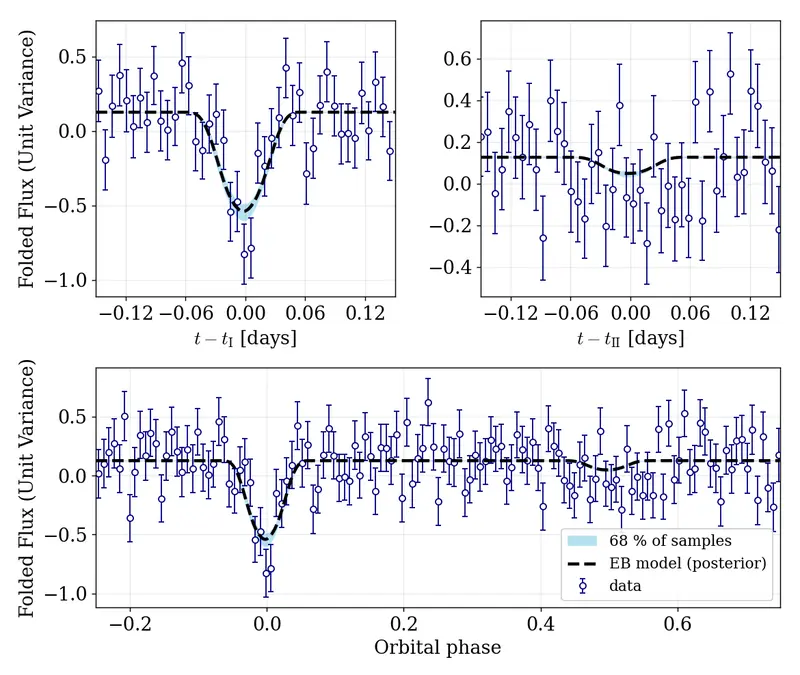 Folded Flux (Unit Variance)
0.5
0.0
−0.5
−1.0
−0.12 −0.06 0.00 0.06 0.12
t − tI [days]
0.6
0.4
0.2
0.0
−0.2
−0.4
−0.12 −0.06 0.00 0.06 0.12
t − tII [days]
Folded Flux (Unit Variance)
0.5
0.0
−0.5
−1.0
68 % of samples
EB model (posterior)
data
−0.2 0.0 0.2 0.4 0.6
Orbital phase